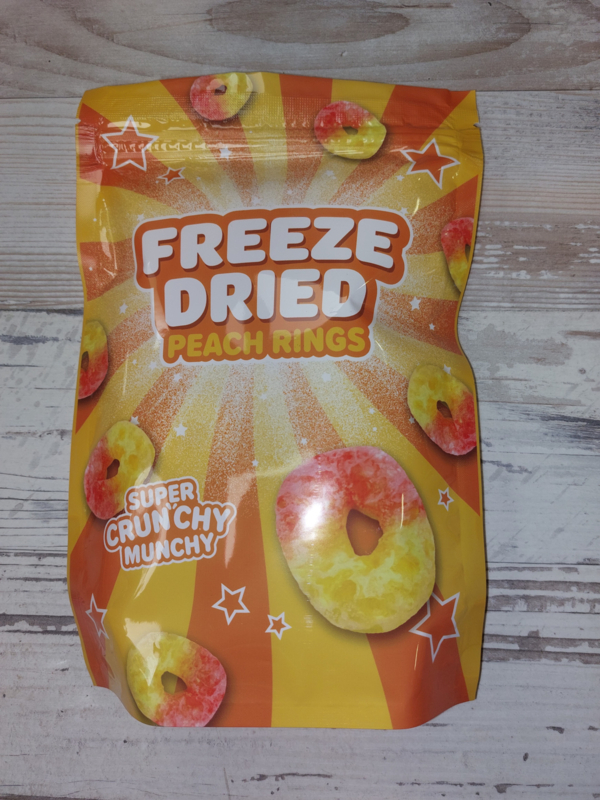 FREEZE
DRIED
PEACH RINGS
SUPER
CRUN'CHY
MUNCHY